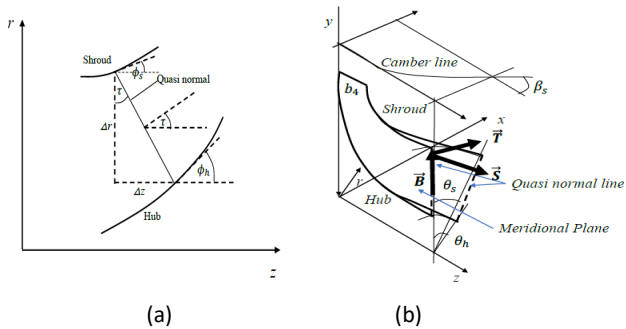 r
Shroud
ϕs
Quasi normal
τ
τ
Δr
ϕh
Δz
Hub
z
(a)
y
Camber line
βs
b4
Shroud
x
T
B
S
r
θs
Quasi normal line
Hub
Meridional Plane
θh
z
(b)